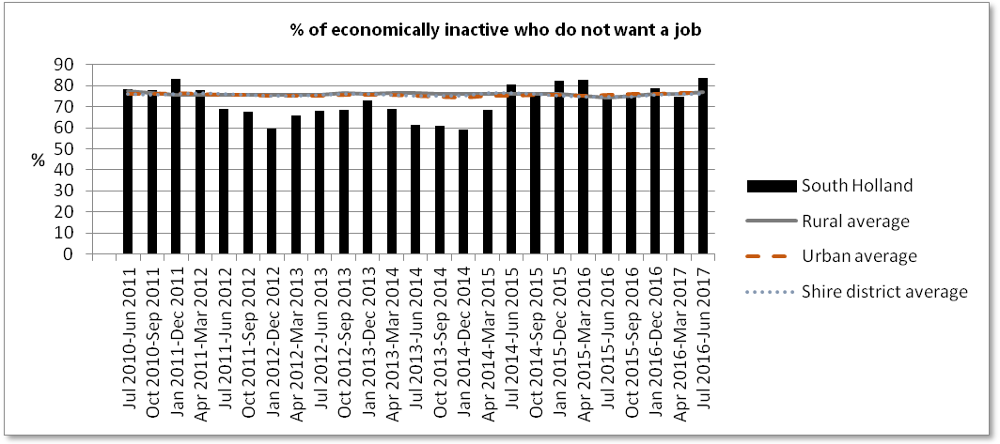 % of economically inactive who do not want a job
90
80
70
60
50
40
30
20
10
0
%
Jul 2010-Jun 2011
Oct 2010-Sep 2011
Jan 2011-Dec 2011
Apr 2011-Mar 2012
Jul 2011-Jun 2012
Oct 2011-Sep 2012
Jan 2012-Dec 2012
Apr 2012-Mar 2013
Jul 2012-Jun 2013
Oct 2012-Sep 2013
Jan 2013-Dec 2013
Apr 2013-Mar 2014
Jul 2013-Jun 2014
Oct 2013-Sep 2014
Jan 2014-Dec 2014
Apr 2014-Mar 2015
Jul 2014-Jun 2015
Oct 2014-Sep 2015
Jan 2015-Dec 2015
Apr 2015-Mar 2016
Jul 2015-Jun 2016
Oct 2015-Sep 2016
Jan 2016-Dec 2016
Apr 2016-Mar 2017
Jul 2016-Jun 2017
South Holland
Rural average
Urban average
Shire district average